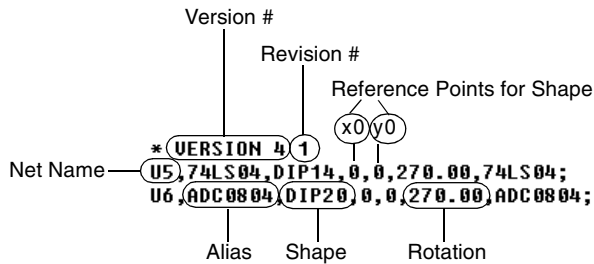 Version #
Revision #
Reference Points for Shape
x0 y0
* VERSION 4 1
Net Name
U5,74LS04,DIP14,0,0,270.00,74LS04;
U6,ADC0804,DIP20,0,0,270.00,ADC0804;
Alias Shape Rotation